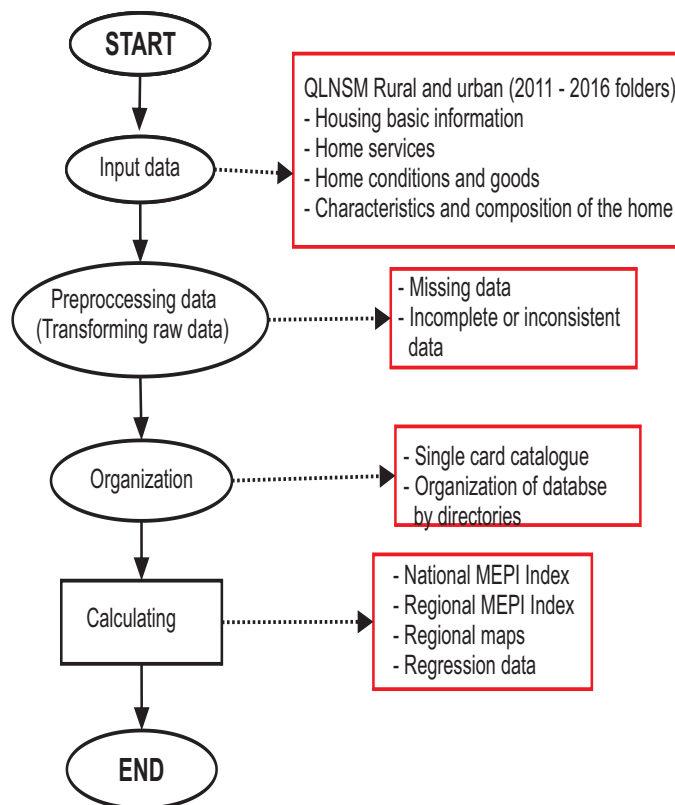 START
Input data
QLNSM Rural and urban (2011 - 2016 folders)
- Housing basic information
- Home services
- Home conditions and goods
- Characteristics and composition of the home
Preproccessing data
(Transforming raw data)
- Missing data
- Incomplete or inconsistent
data
Organization
- Single card catalogue
- Organization of databse
by directories
Calculating
- National MEPI Index
- Regional MEPI Index
- Regional maps
- Regression data
END